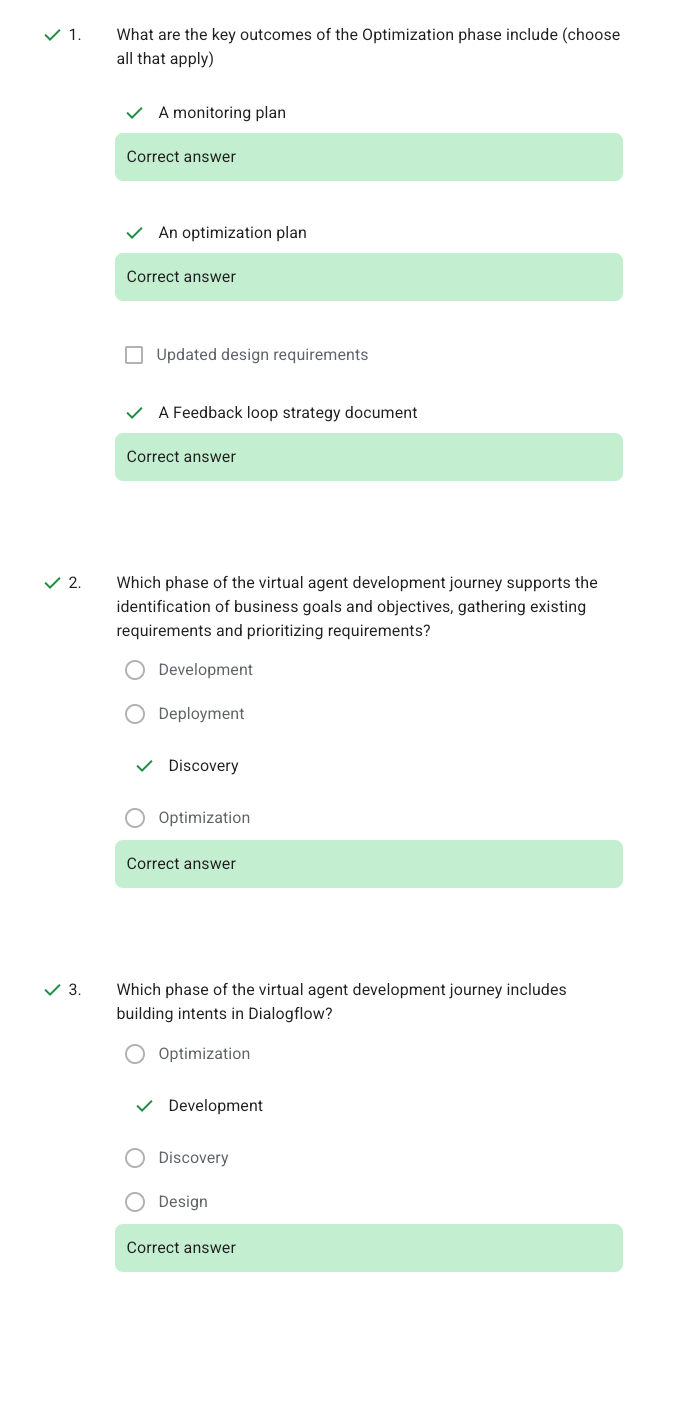 1. What are the key outcomes of the Optimization phase include (choose
all that apply)
A monitoring plan
Correct answer
An optimization plan
Correct answer
Updated design requirements
A Feedback loop strategy document
Correct answer
2. Which phase of the virtual agent development journey supports the
identification of business goals and objectives, gathering existing
requirements and prioritizing requirements?
Development
Deployment
Discovery
Optimization
Correct answer
3. Which phase of the virtual agent development journey includes
building intents in Dialogflow?
Optimization
Development
Discovery
Design
Correct answer